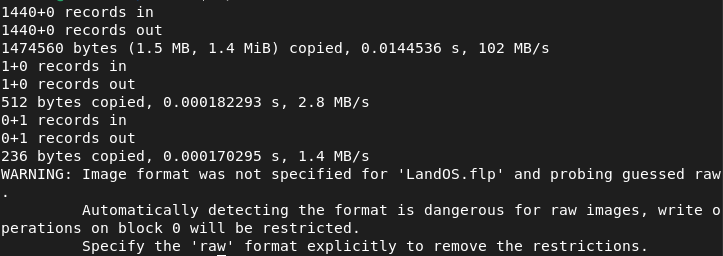 1440+0 records in
1440+0 records out
1474560 bytes (1.5 MB, 1.4 MiB) copied, 0.0144536 s, 102 MB/s
1+0 records in
1+0 records out
512 bytes copied, 0.000182293 s, 2.8 MB/s
0+1 records in
0+1 records out
236 bytes copied, 0.000170295 s, 1.4 MB/s
WARNING: Image format was not specified for 'LandOS.flp' and probing guessed raw
.
        Automatically detecting the format is dangerous for raw images, write o
perations on block 0 will be restricted.
        Specify the 'raw' format explicitly to remove the restrictions.